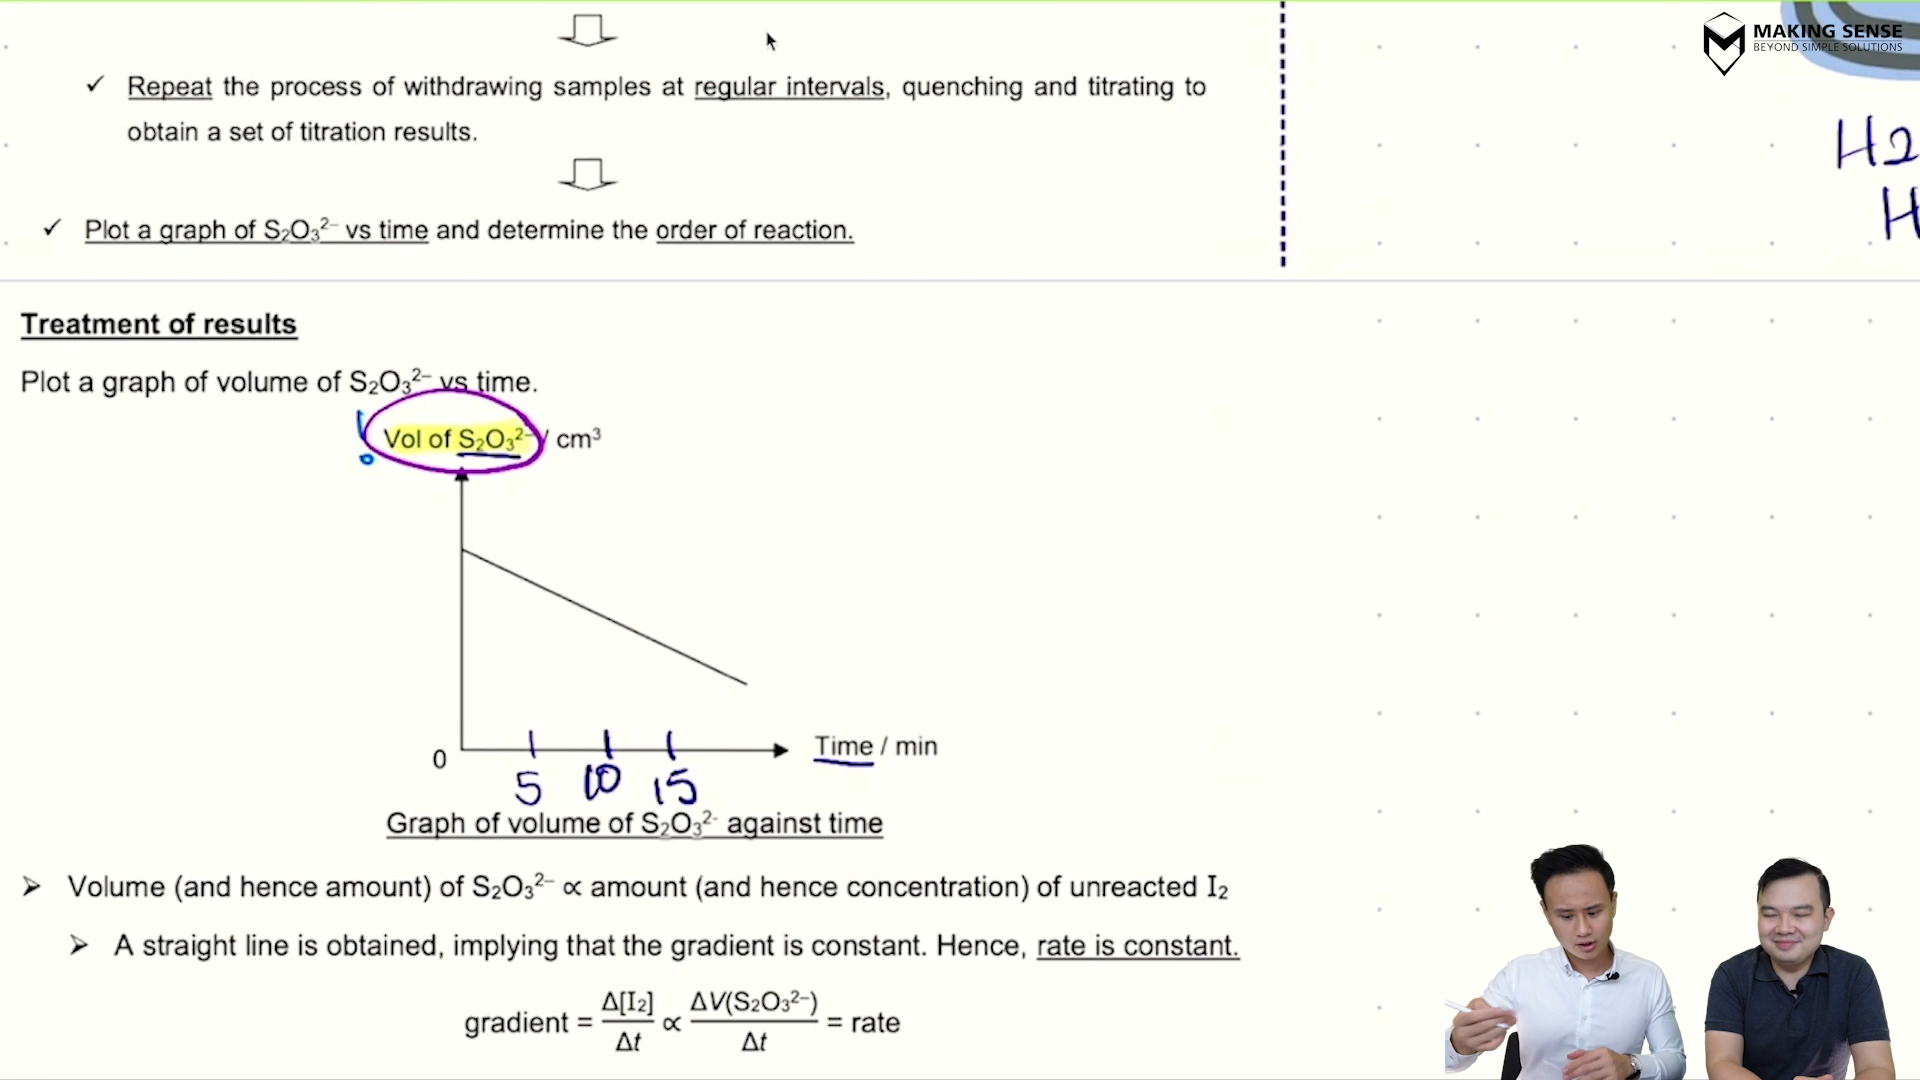 MAKING SENSE
BEYOND SIMPLE SOLUTIONS
✓ Repeat the process of withdrawing samples at regular intervals, quenching and titrating to
obtain a set of titration results.
H2
H
✓ Plot a graph of S₂O₃²⁻ vs time and determine the order of reaction.
Treatment of results
Plot a graph of volume of S₂O₃²⁻ vs time.
! Vol of S₂O₃²⁻ / cm³
0
Time / min
5 10 15
Graph of volume of S₂O₃²⁻ against time
➢ Volume (and hence amount) of S₂O₃²⁻ ∝ amount (and hence concentration) of unreacted I₂
➢ A straight line is obtained, implying that the gradient is constant. Hence, rate is constant.
gradient = Δ[I₂]/Δt ∝ ΔV(S₂O₃²⁻)/Δt = rate